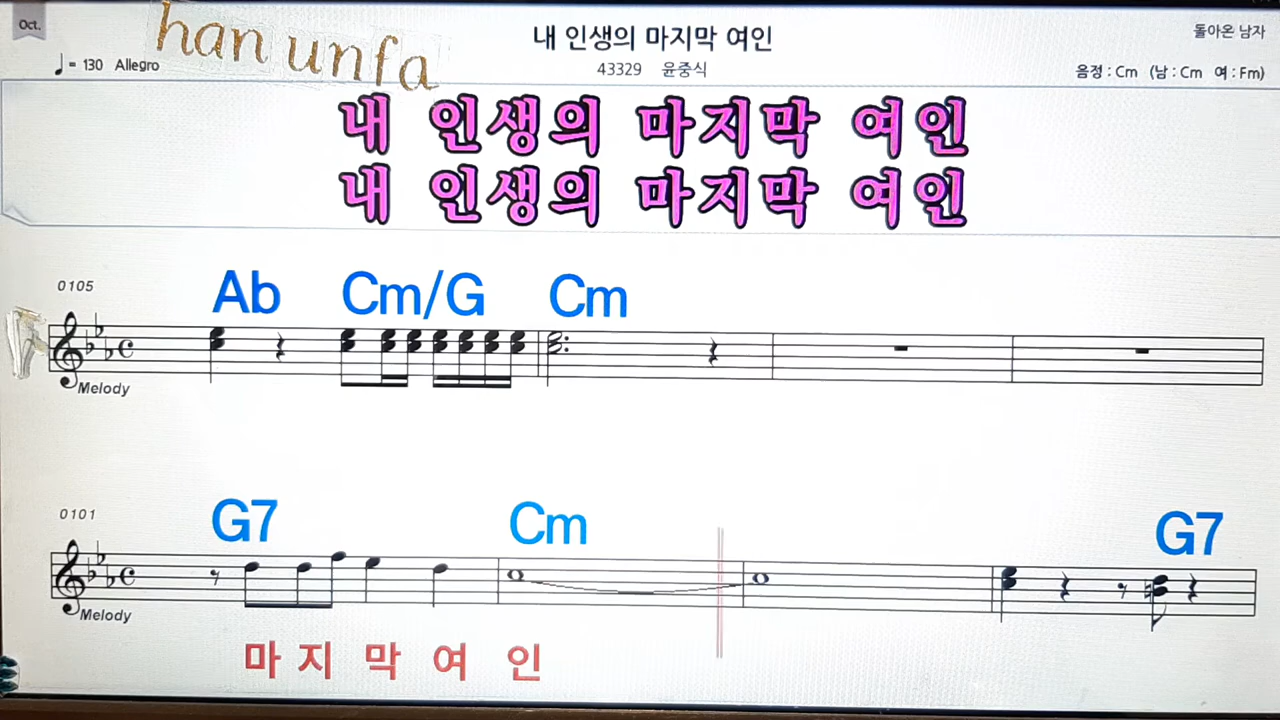 Oct.
han unfa
내 인생의 마지막 여인
돌아온 남자
♩= 130 Allegro
43329 윤중식
음정 : Cm (남 : Cm 여 : Fm)
내 인생의 마지막 여인
내 인생의 마지막 여인
0105
Ab Cm/G Cm
Melody
0101
G7 Cm G7
Melody
마 지 막 여 인